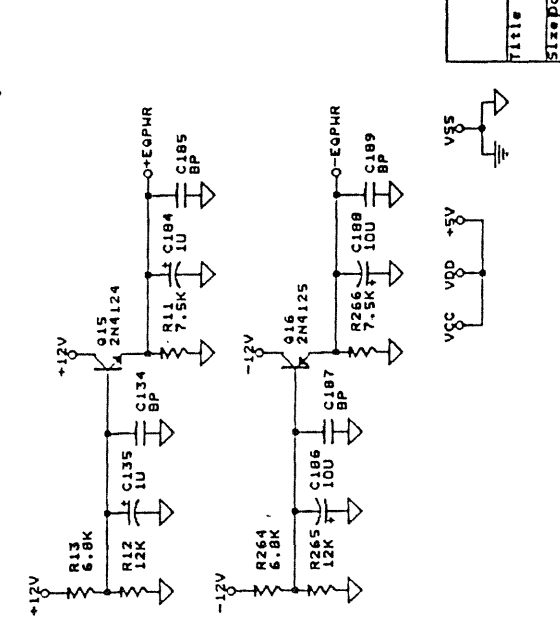 +12V
R13
6.8K
R12
12K
C135
1U
C134
BP
+12V
Q15
2N4124
R11
7.5K
C184
1U
C185
BP
+EQPWR
-12V
R264
6.8K
R265
12K
C186
10U
C187
BP
-12V
Q16
2N4125
R266
7.5K
C188
10U
C189
BP
-EQPWR
VCC
VDD
+5V
VSS
Title
Size